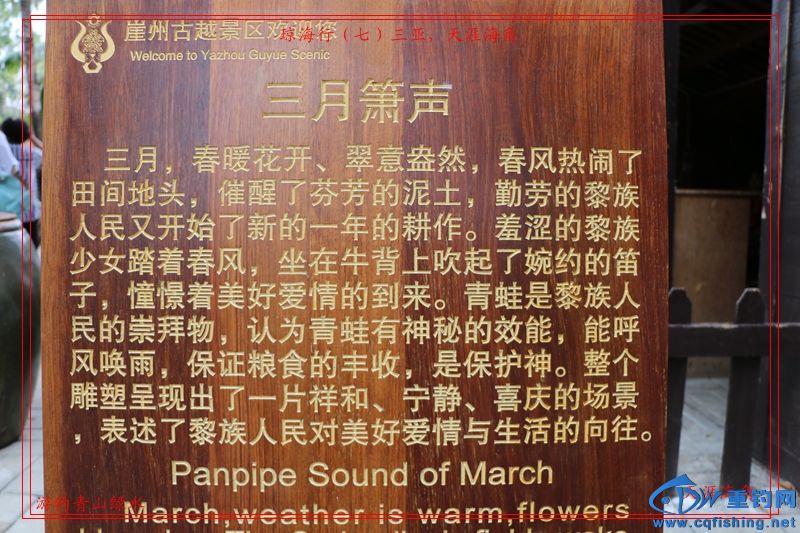 崖州古越景区欢迎您
琼海行（七）三亚，天涯海角
Welcome to Yazhou Guyue Scenic
三月箫声
三月，春暖花开、翠意盎然，春风热闹了
田间地头，催醒了芬芳的泥土，勤劳的黎族
人民又开始了新的一年的耕作。羞涩的黎族
少女踏着春风，坐在牛背上吹起了婉约的笛
子，憧憬着美好爱情的到来。青蛙是黎族人
民的崇拜物，认为青蛙有神秘的效能，能呼
风唤雨，保证粮食的丰收，是保护神。整个
雕塑呈现出了一片祥和、宁静、喜庆的场景
，表述了黎族人民对美好爱情与生活的向往。
Panpipe Sound of March
March,weather is warm,flowers
游钓青山绿水
重钓网
www.cqfishing.net